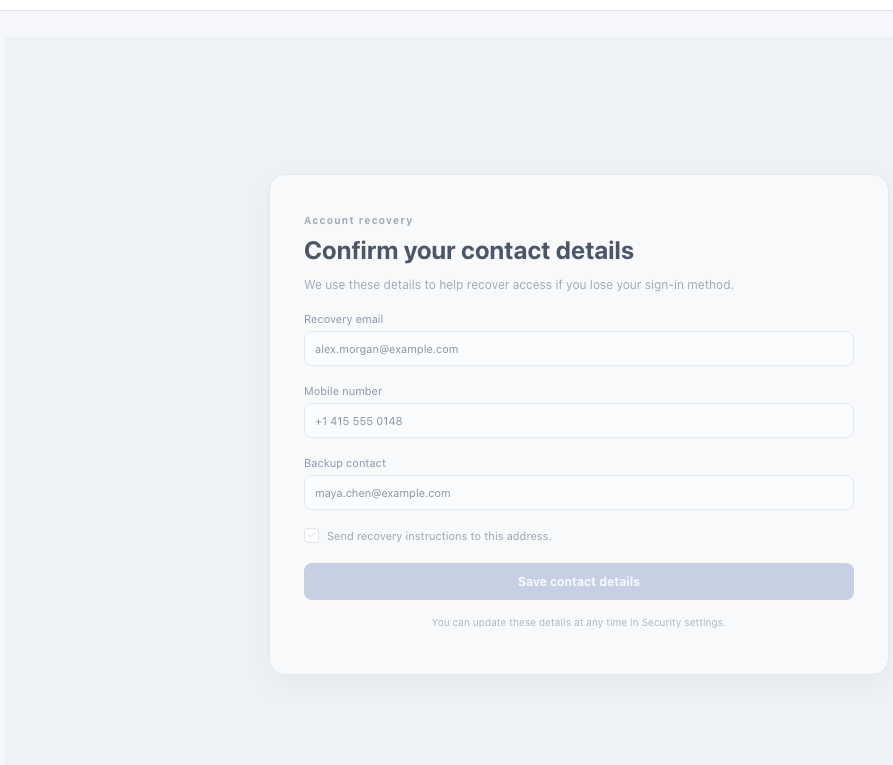 Account recovery
Confirm your contact details
We use these details to help recover access if you lose your sign-in method.
Recovery email
alex.morgan@example.com
Mobile number
+1 415 555 0148
Backup contact
maya.chen@example.com
Send recovery instructions to this address.
Save contact details
You can update these details at any time in Security settings.